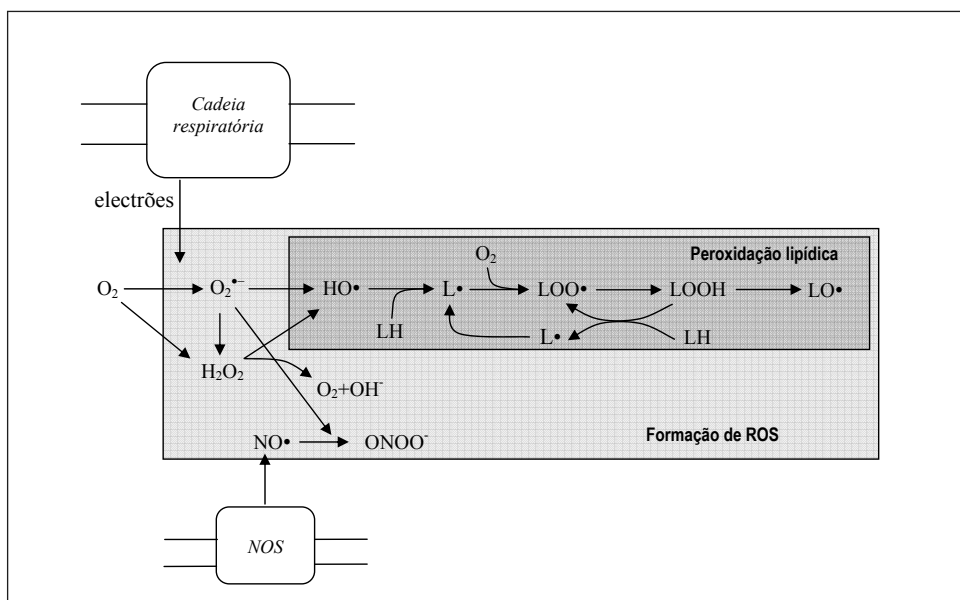 Cadeia
respiratória
electrões
Peroxidação lipídica
O₂
O₂ O₂•– HO• L• LOO• LOOH LO•
LH L• LH
H₂O₂
O₂+OH⁻
NO• ONOO⁻
Formação de ROS
NOS